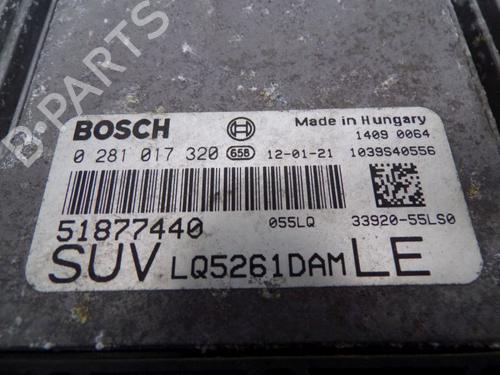 B-PARTS
BOSCH
Made in Hungary
1409 0064
0 281 017 320 658 12-01-21 1039S40556
51877440 055LQ 33920-55LS0
SUV LQ5261DAM LE